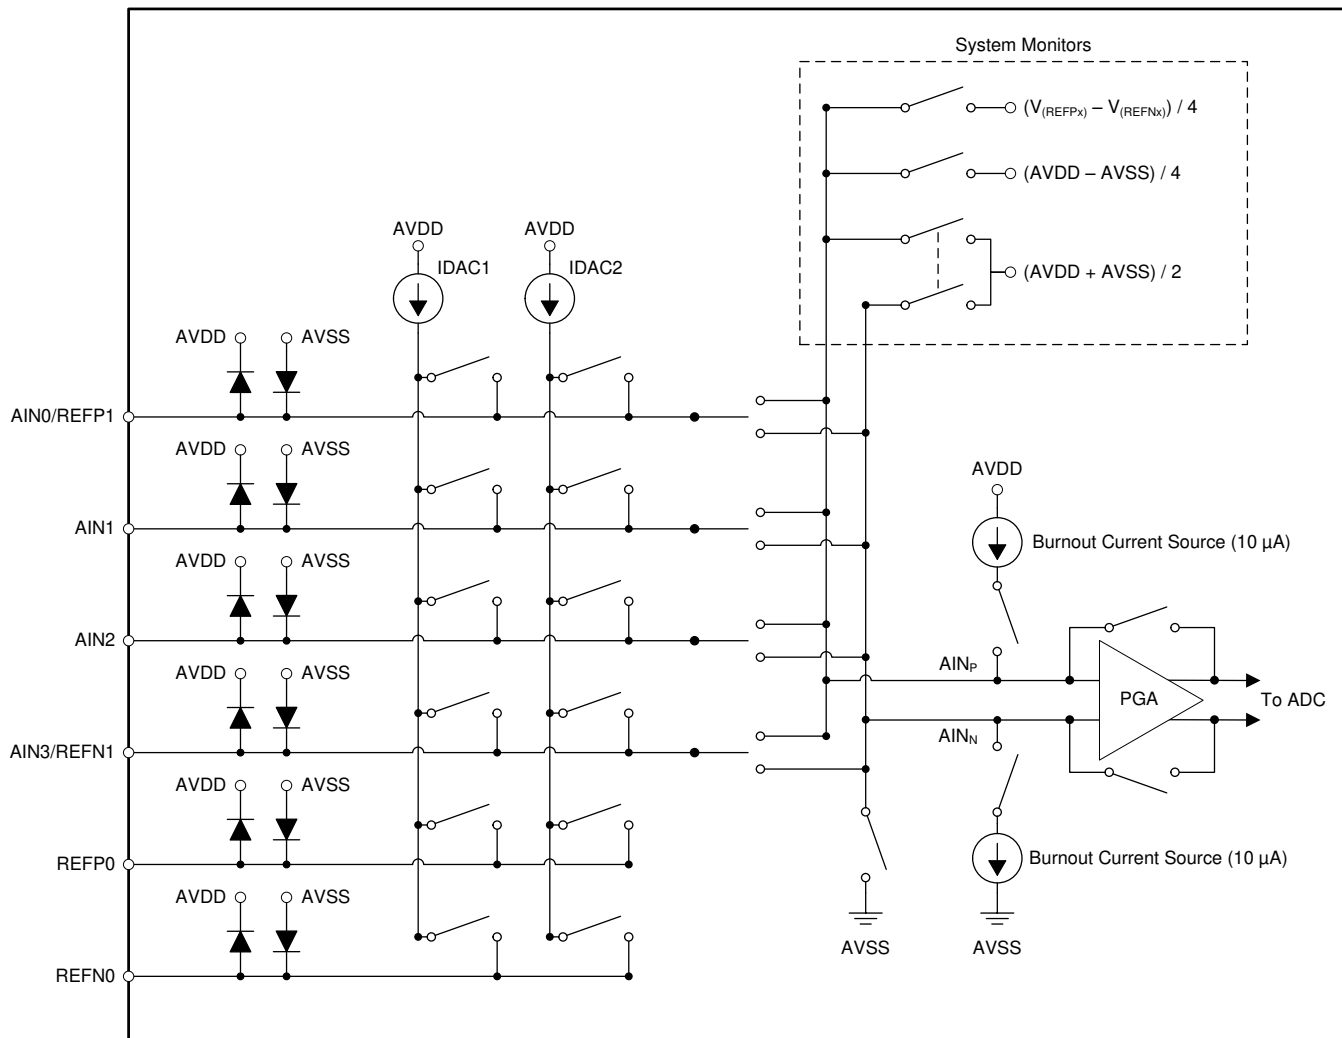 System Monitors
(V(REFPx) – V(REFNx)) / 4
(AVDD – AVSS) / 4
(AVDD + AVSS) / 2
AVDD
AVDD
IDAC1
IDAC2
AVDD
AVSS
AIN0/REFP1
AVDD
AVSS
AIN1
AVDD
AVSS
AIN2
AVDD
AVSS
AIN3/REFN1
AVDD
AVSS
REFP0
AVDD
AVSS
REFN0
AVDD
Burnout Current Source (10 µA)
AINP
PGA
To ADC
AINN
Burnout Current Source (10 µA)
AVSS
AVSS